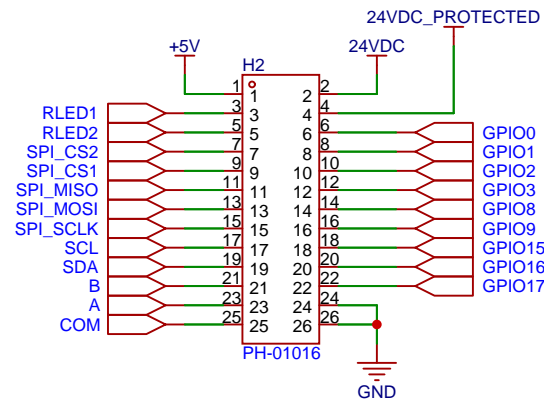 24VDC_PROTECTED
+5V 24VDC
H2
1 1 2 2
RLED1 3 3 4 4
RLED2 5 5 6 6 GPIO0
SPI_CS2 7 7 8 8 GPIO1
SPI_CS1 9 9 10 10 GPIO2
SPI_MISO 11 11 12 12 GPIO3
SPI_MOSI 13 13 14 14 GPIO8
SPI_SCLK 15 15 16 16 GPIO9
SCL 17 17 18 18 GPIO15
SDA 19 19 20 20 GPIO16
B 21 21 22 22 GPIO17
A 23 23 24 24
COM 25 25 26 26
PH-01016
GND